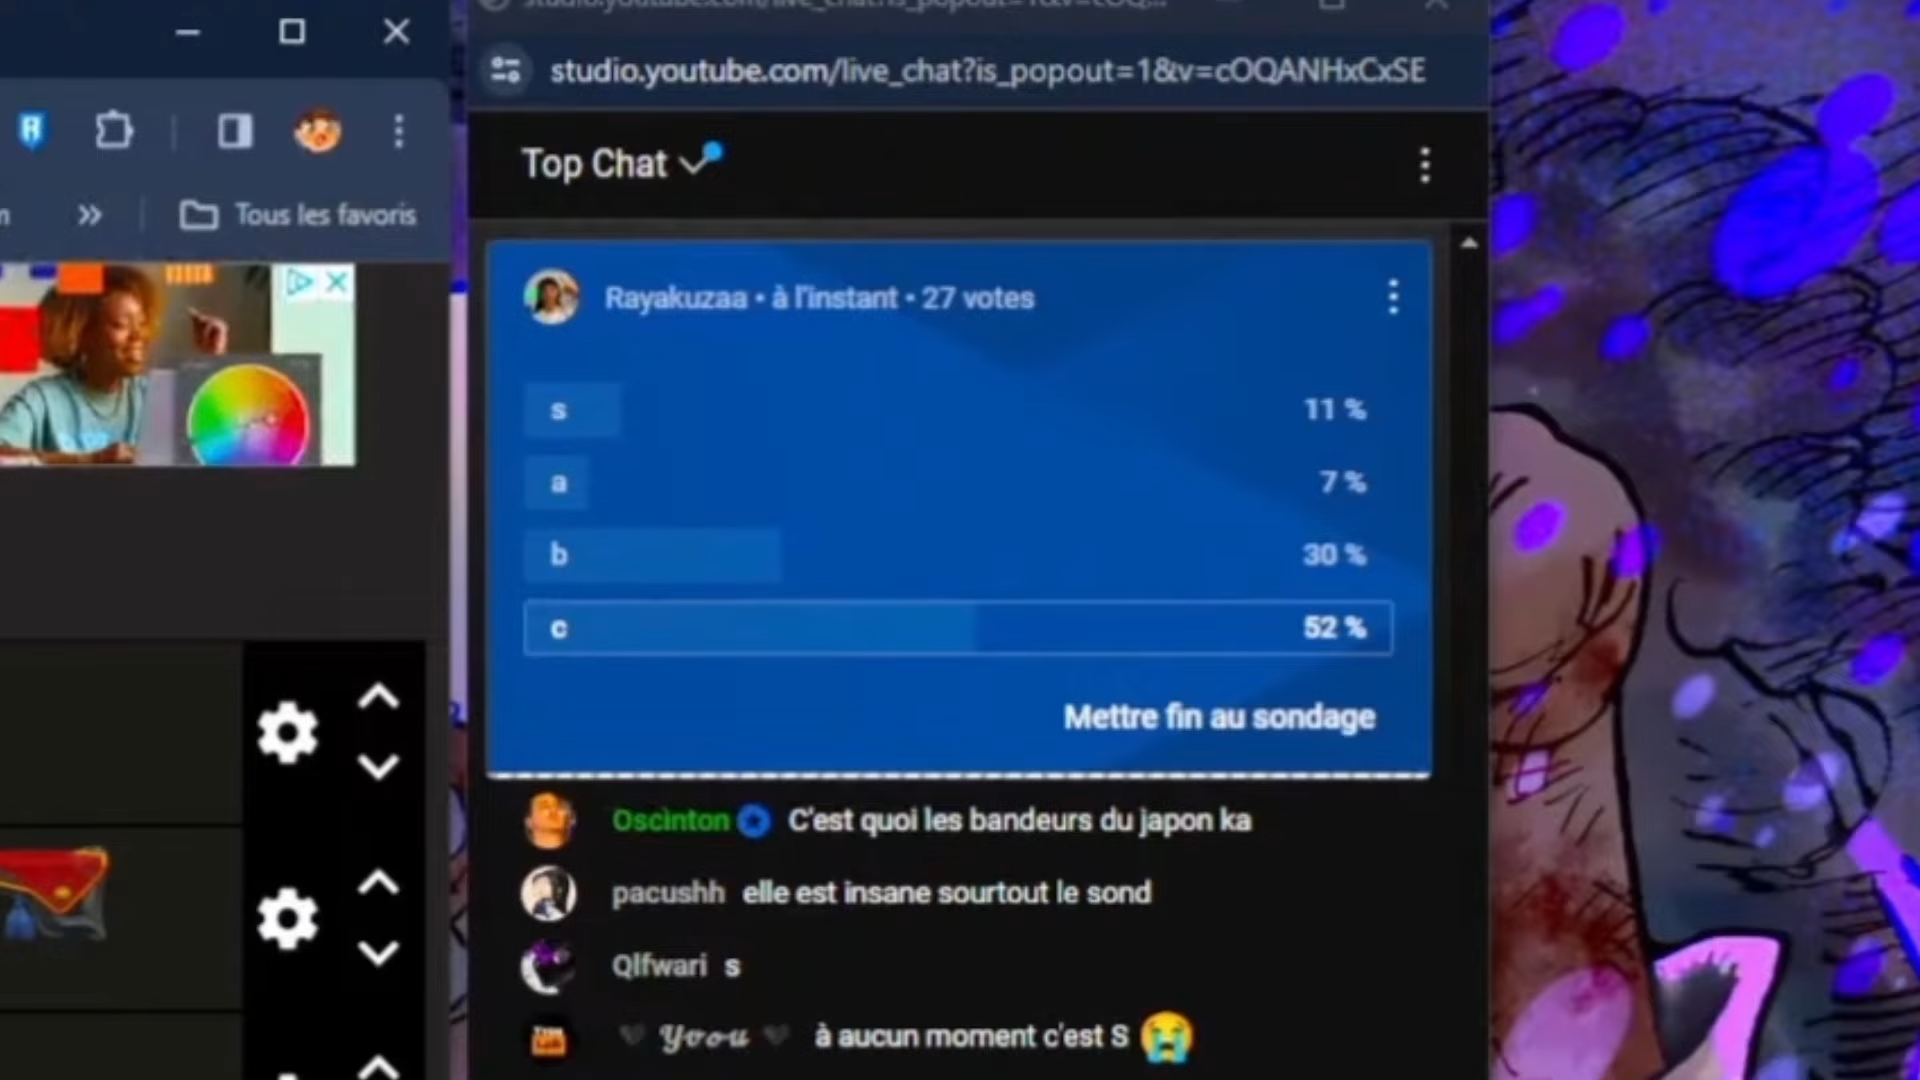 studio.youtube.com/live_chat?is_popout=1&v=cOQANHxCxSE
Top Chat
Tous les favoris
Rayakuzaa • à l'instant • 27 votes
s 11 %
a 7 %
b 30 %
c 52 %
Mettre fin au sondage
Oscinton C'est quoi les bandeurs du japon ka
pacushh elle est insane sourtout le sond
Qlfwari s
𝓨𝓸𝓸𝓾 à aucun moment c'est S 😭